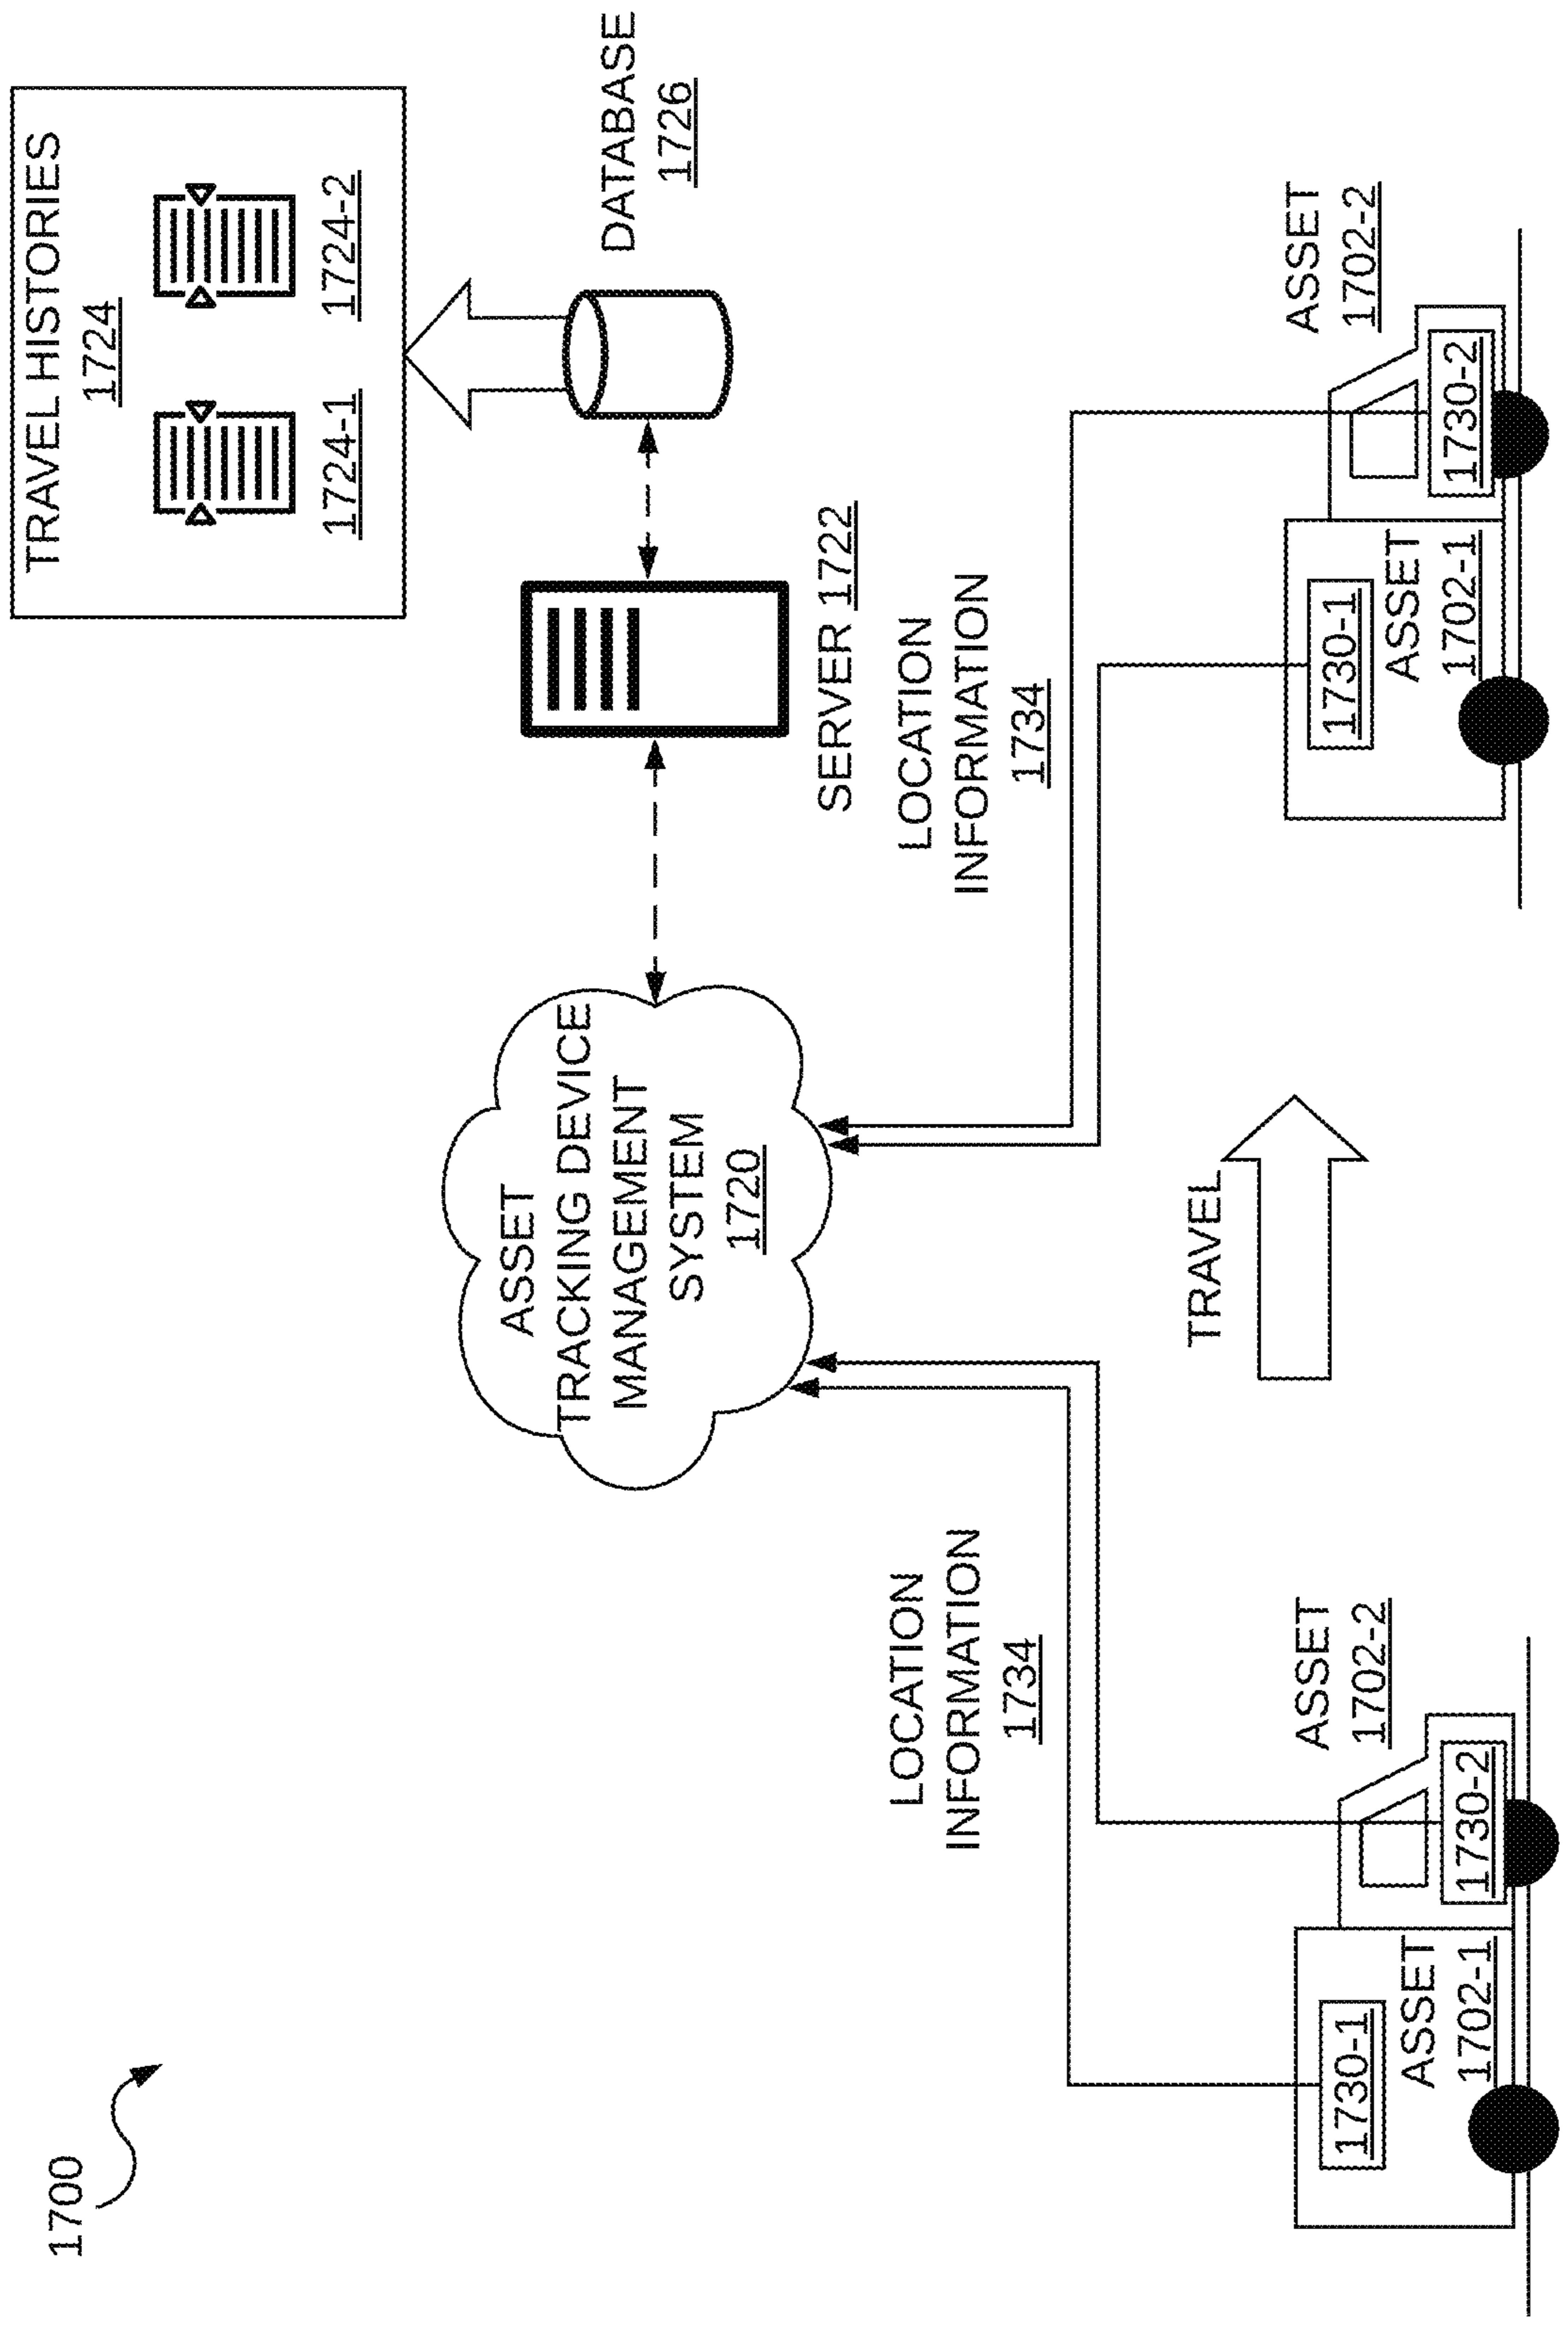 1700
TRAVEL HISTORIES
1724
1724-1
1724-2
DATABASE
1726
SERVER 1722
ASSET
TRACKING DEVICE
MANAGEMENT
SYSTEM
1720
LOCATION
INFORMATION
1734
LOCATION
INFORMATION
1734
TRAVEL
ASSET
1702-2
1730-1
1730-2
ASSET
1702-1
ASSET
1702-2
1730-1
1730-2
ASSET
1702-1